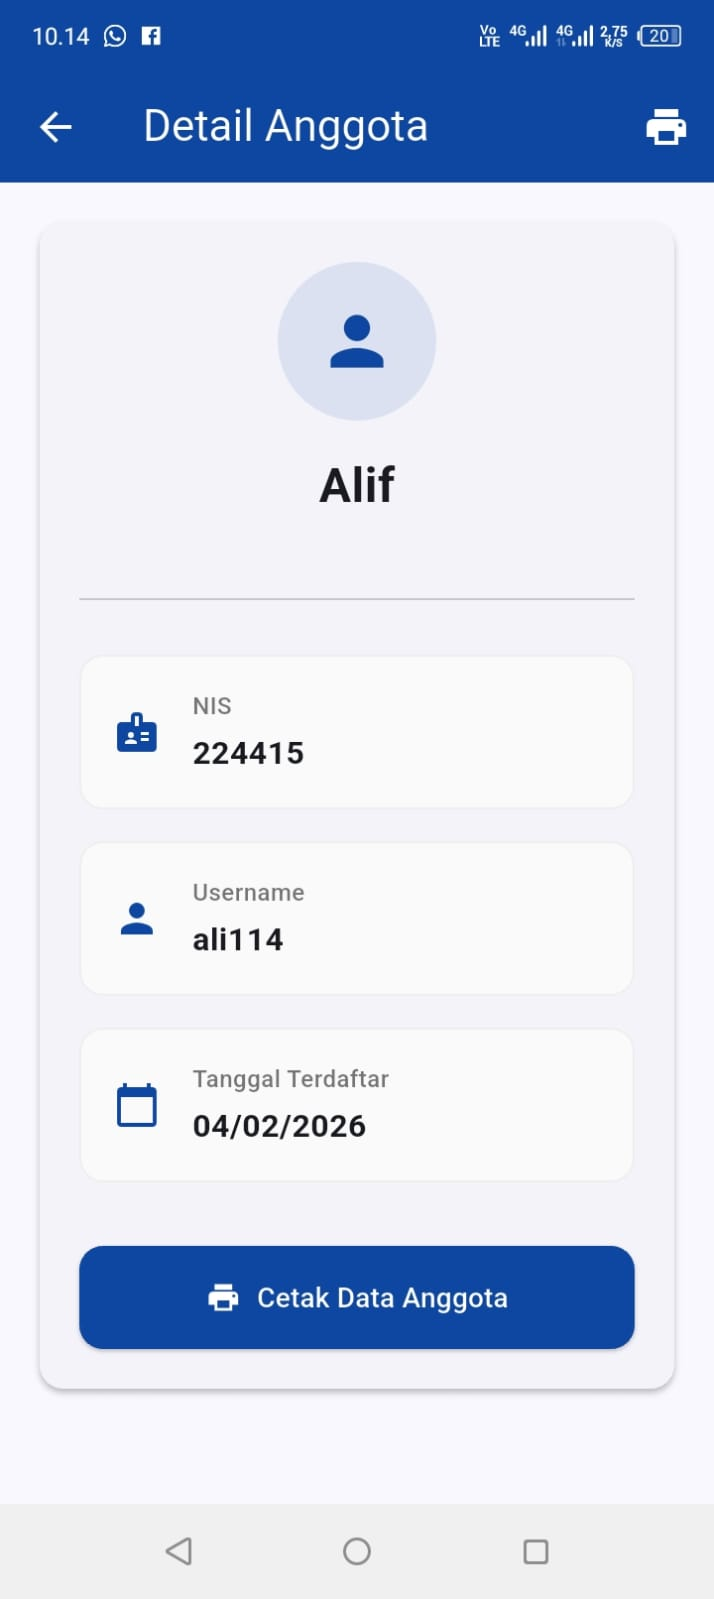 10.14 Vo LTE 4G 4G 2,75 K/S 20
Detail Anggota
Alif
NIS
224415
Username
ali114
Tanggal Terdaftar
04/02/2026
Cetak Data Anggota